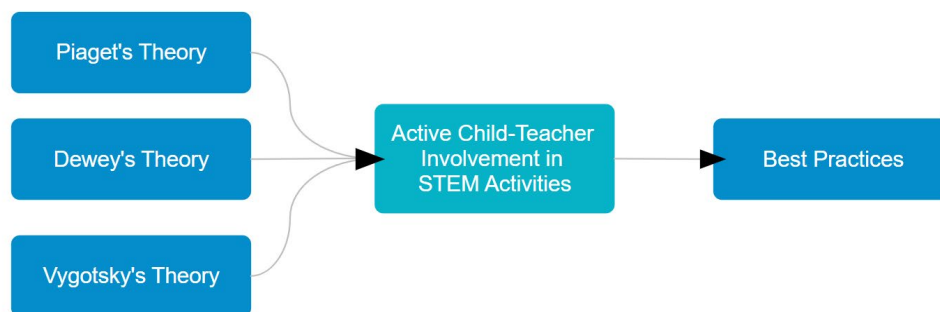 Piaget's Theory
Dewey's Theory
Vygotsky's Theory
Active Child-Teacher
Involvement in
STEM Activities
Best Practices